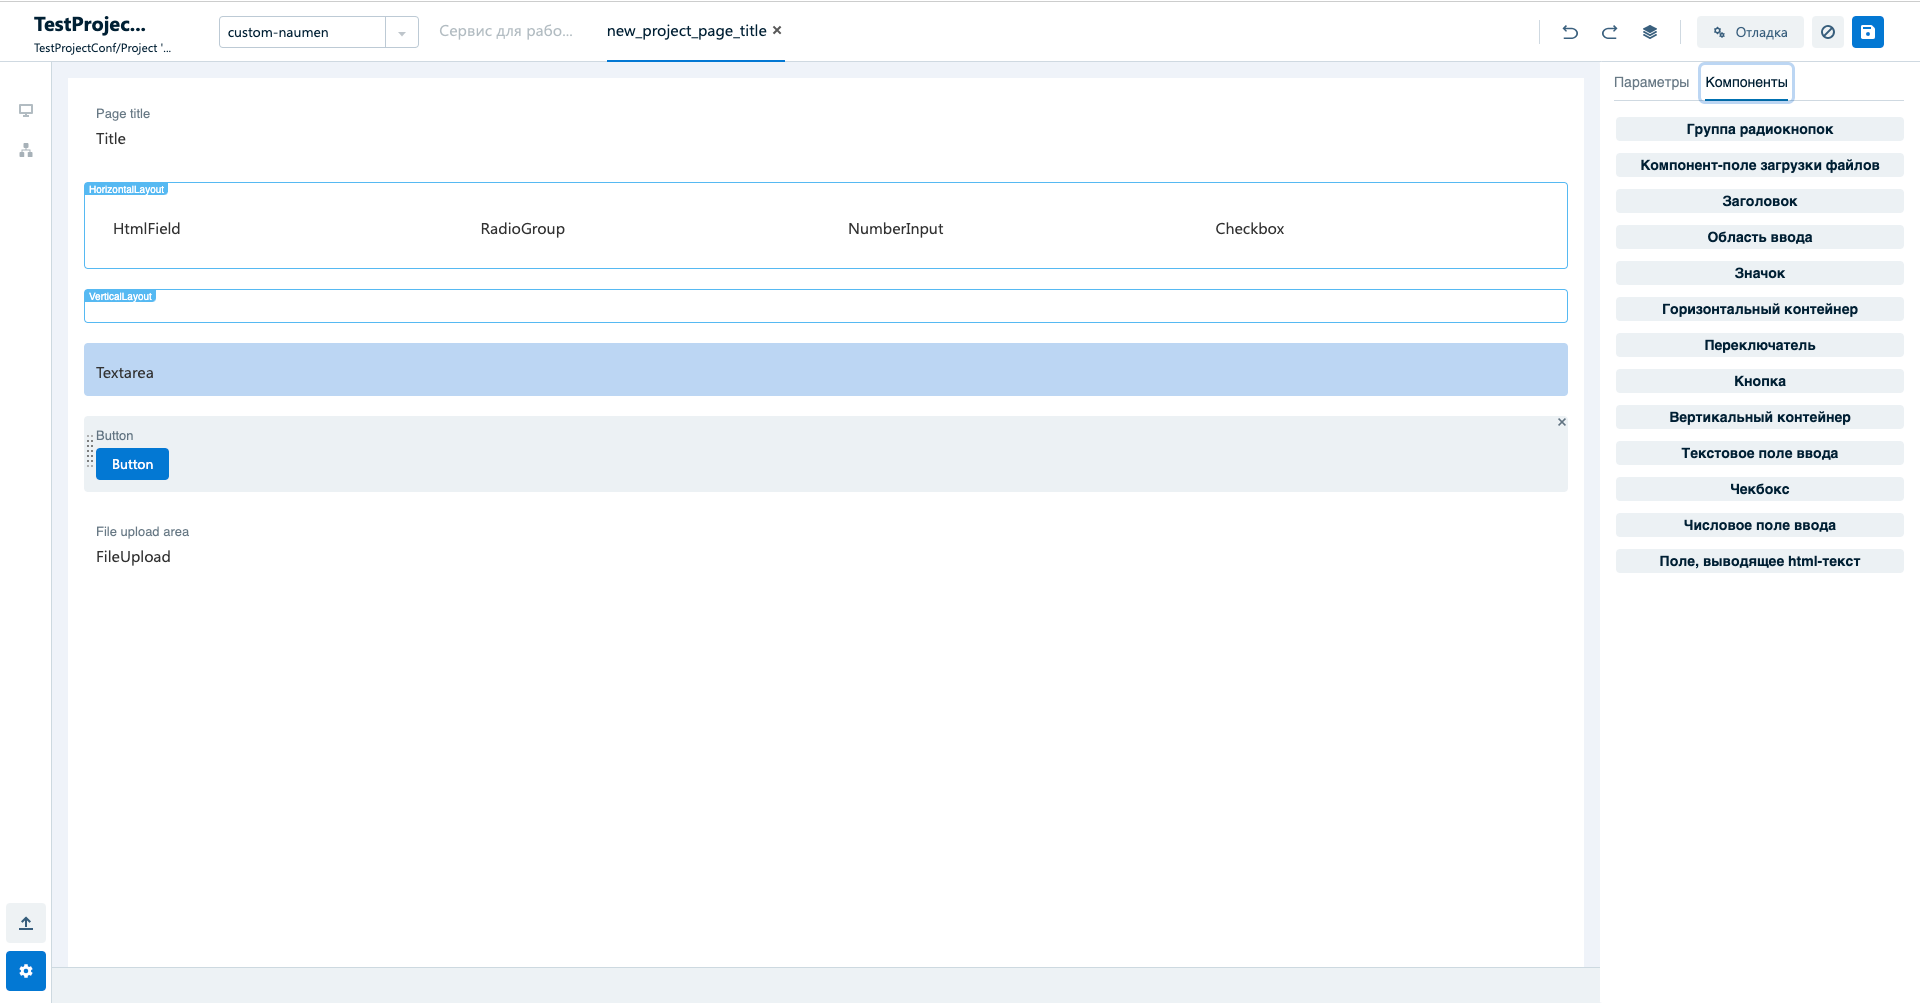 TestProjec...
TestProjectConf/Project '...
custom-naumen
Сервис для рабо...
new_project_page_title
Отладка
Параметры
Компоненты
Page title
Title
HorizontalLayout
HtmlField
RadioGroup
NumberInput
Checkbox
VerticalLayout
Textarea
Button
Button
File upload area
FileUpload
Группа радиокнопок
Компонент-поле загрузки файлов
Заголовок
Область ввода
Значок
Горизонтальный контейнер
Переключатель
Кнопка
Вертикальный контейнер
Текстовое поле ввода
Чекбокс
Числовое поле ввода
Поле, выводящее html-текст